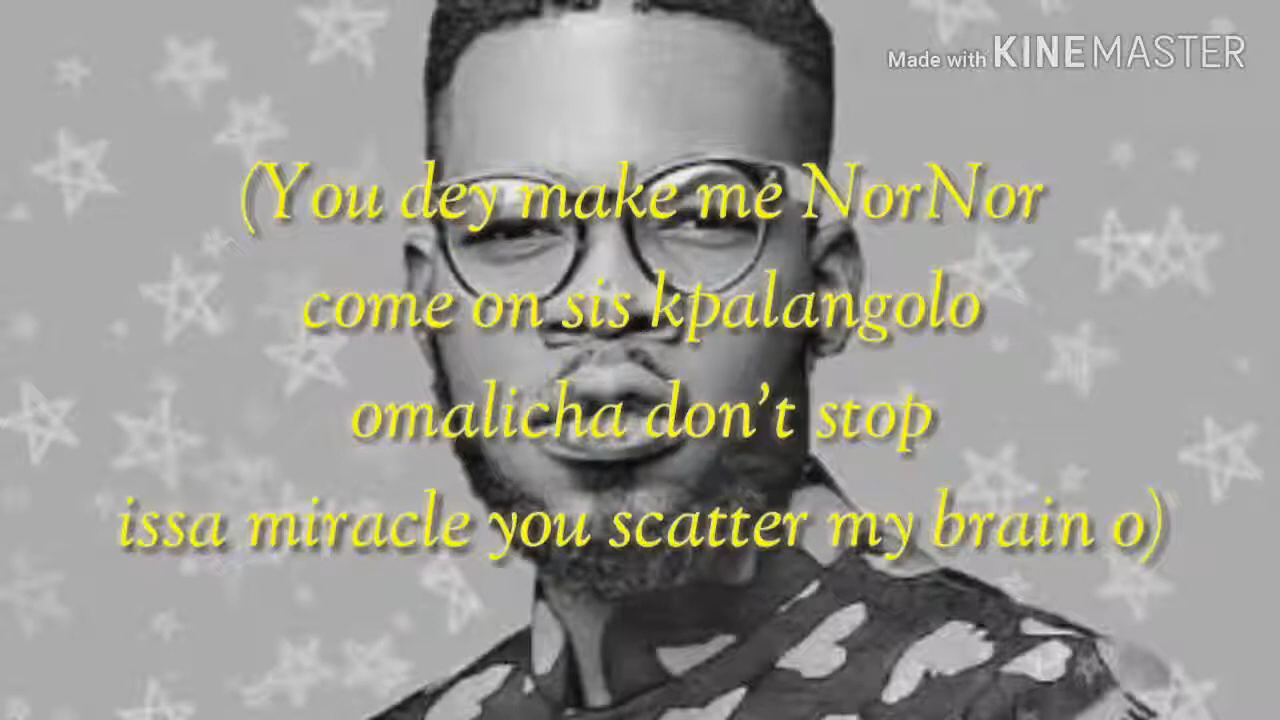 Made with KINEMASTER
(You dey make me NorNor
come on sis kpalangolo
omalicha don't stop
issa miracle you scatter my brain o)